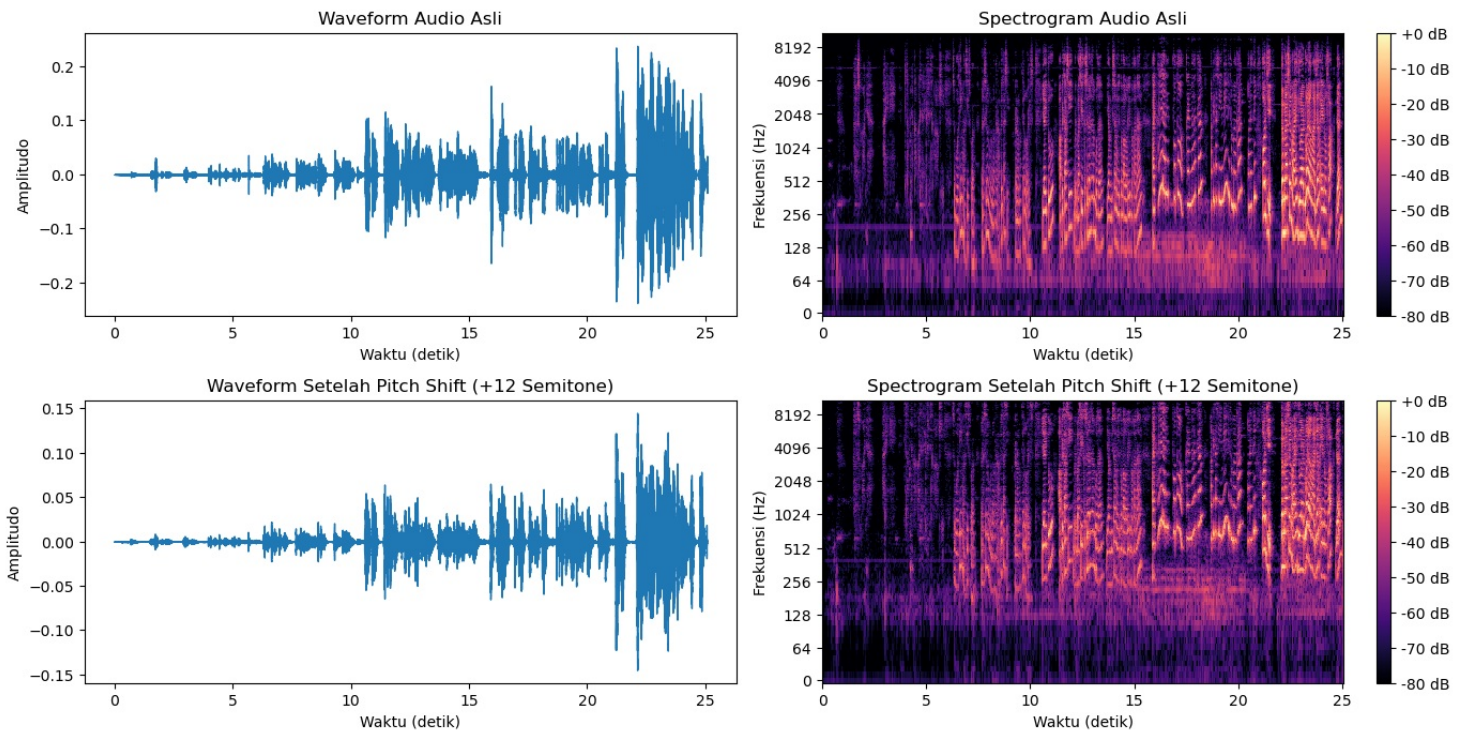 Waveform Audio Asli
Amplitudo
0.2
0.1
0.0
−0.1
−0.2
0 5 10 15 20 25
Waktu (detik)
Spectrogram Audio Asli
Frekuensi (Hz)
8192
4096
2048
1024
512
256
128
64
0
0 5 10 15 20 25
Waktu (detik)
+0 dB
-10 dB
-20 dB
-30 dB
-40 dB
-50 dB
-60 dB
-70 dB
-80 dB
Waveform Setelah Pitch Shift (+12 Semitone)
Amplitudo
0.15
0.10
0.05
0.00
−0.05
−0.10
−0.15
0 5 10 15 20 25
Waktu (detik)
Spectrogram Setelah Pitch Shift (+12 Semitone)
Frekuensi (Hz)
8192
4096
2048
1024
512
256
128
64
0
0 5 10 15 20 25
Waktu (detik)
+0 dB
-10 dB
-20 dB
-30 dB
-40 dB
-50 dB
-60 dB
-70 dB
-80 dB